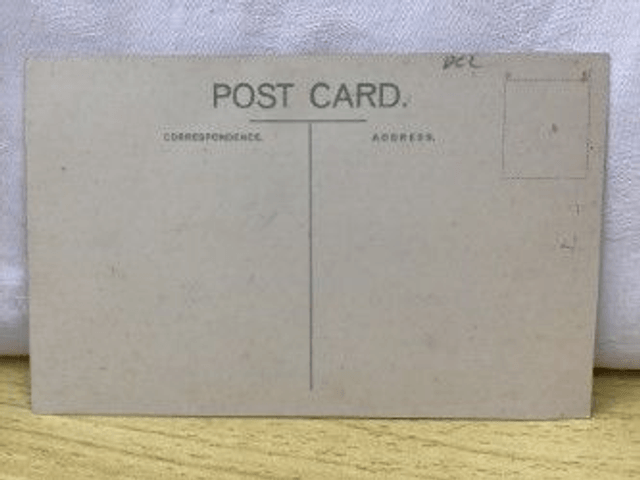 POST CARD.
CORRESPONDENCE.
ADDRESS.